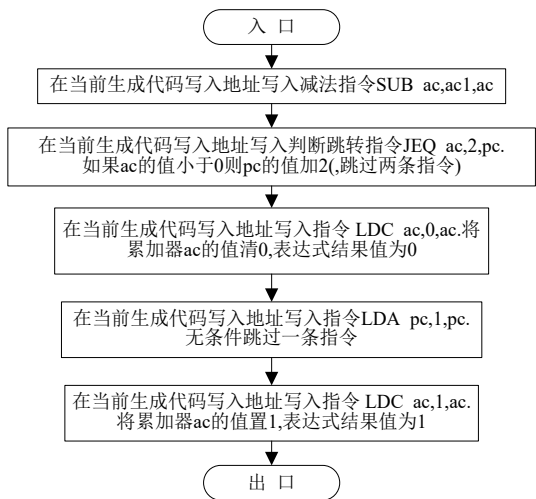 入 口
在当前生成代码写入地址写入减法指令SUB ac,ac1,ac
在当前生成代码写入地址写入判断跳转指令JEQ ac,2,pc.
如果ac的值小于0则pc的值加2(,跳过两条指令)
在当前生成代码写入地址写入指令 LDC ac,0,ac.将
累加器ac的值清0,表达式结果值为0
在当前生成代码写入地址写入指令LDA pc,1,pc.
无条件跳过一条指令
在当前生成代码写入地址写入指令 LDC ac,1,ac.
将累加器ac的值置1,表达式结果值为1
出 口